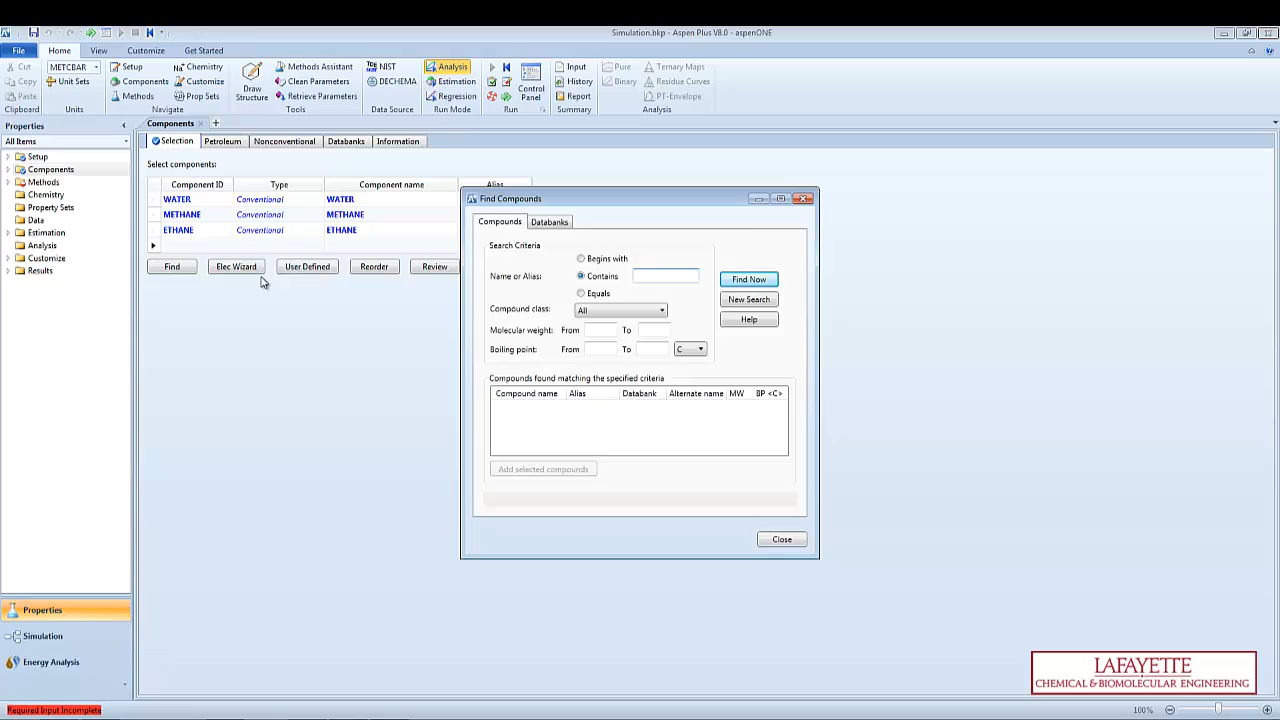 Simulation.bkp - Aspen Plus V8.0 - aspenONE
File Home View Customize Get Started
Cut METCBAR Setup Chemistry Methods Assistant NIST Analysis Input Pure Ternary Maps
Copy Unit Sets Components Customize Clean Parameters DECHEMA Estimation History Binary Residue Curves
Paste Methods Prop Sets Draw Structure Retrieve Parameters Regression Control Panel Report PT-Envelope
Clipboard Units Navigate Tools Data Source Run Mode Run Summary Analysis
Properties
All Items
Setup
Components
Methods
Chemistry
Property Sets
Data
Estimation
Analysis
Customize
Results
Properties
Simulation
Energy Analysis
Required Input Incomplete
Components
Selection Petroleum Nonconventional Databanks Information
Select components:
Component ID Type Component name Alias
WATER Conventional WATER
METHANE Conventional METHANE
ETHANE Conventional ETHANE
Find Elec Wizard User Defined Reorder Review
Find Compounds
Compounds Databanks
Search Criteria
Begins with
Name or Alias: Contains
Equals
Compound class: All
Molecular weight: From To
Boiling point: From To C
Find Now
New Search
Help
Compounds found matching the specified criteria
Compound name Alias Databank Alternate name MW BP <C>
Add selected compounds
Close
LAFAYETTE
CHEMICAL & BIOMOLECULAR ENGINEERING
100%